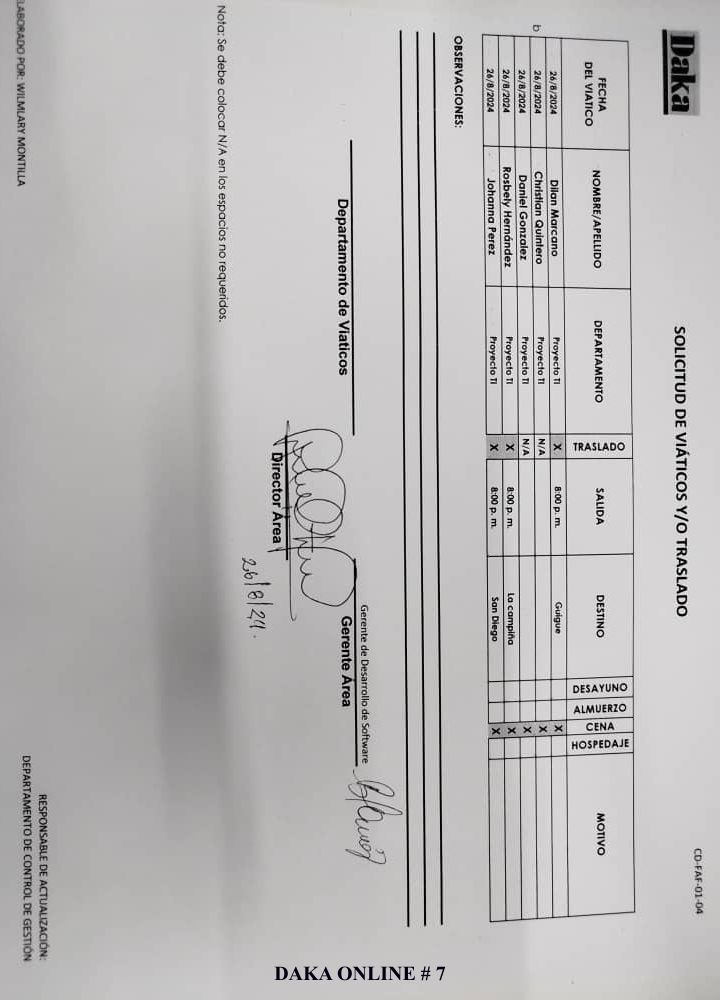 Daka
CD-FAF-01-04
SOLICITUD DE VIÁTICOS Y/O TRASLADO
FECHA DEL VIATICO NOMBRE/APELLIDO DEPARTAMENTO TRASLADO SALIDA DESTINO DESAYUNO ALMUERZO CENA HOSPEDAJE MOTIVO
26/8/2024 Dilan Marcano Proyecto TI X 8:00 p. m. Guigue X
26/8/2024 Christian Quintero Proyecto TI N/A X
26/8/2024 Daniel Gonzalez Proyecto TI N/A X
26/8/2024 Rosbely Hernández Proyecto TI X 8:00 p. m. La campiña X
26/8/2024 Johanna Perez Proyecto TI X 8:00 p. m. San Diego X
b
OBSERVACIONES:
Gerente de Desarrollo de Software
Departamento de Viaticos Gerente Área
Director Área
26/8/24.
Nota: Se debe colocar N/A en los espacios no requeridos.
RESPONSABLE DE ACTUALIZACIÓN:
ELABORADO POR: WILMLARY MONTILLA DEPARTAMENTO DE CONTROL DE GESTIÓN
DAKA ONLINE # 7